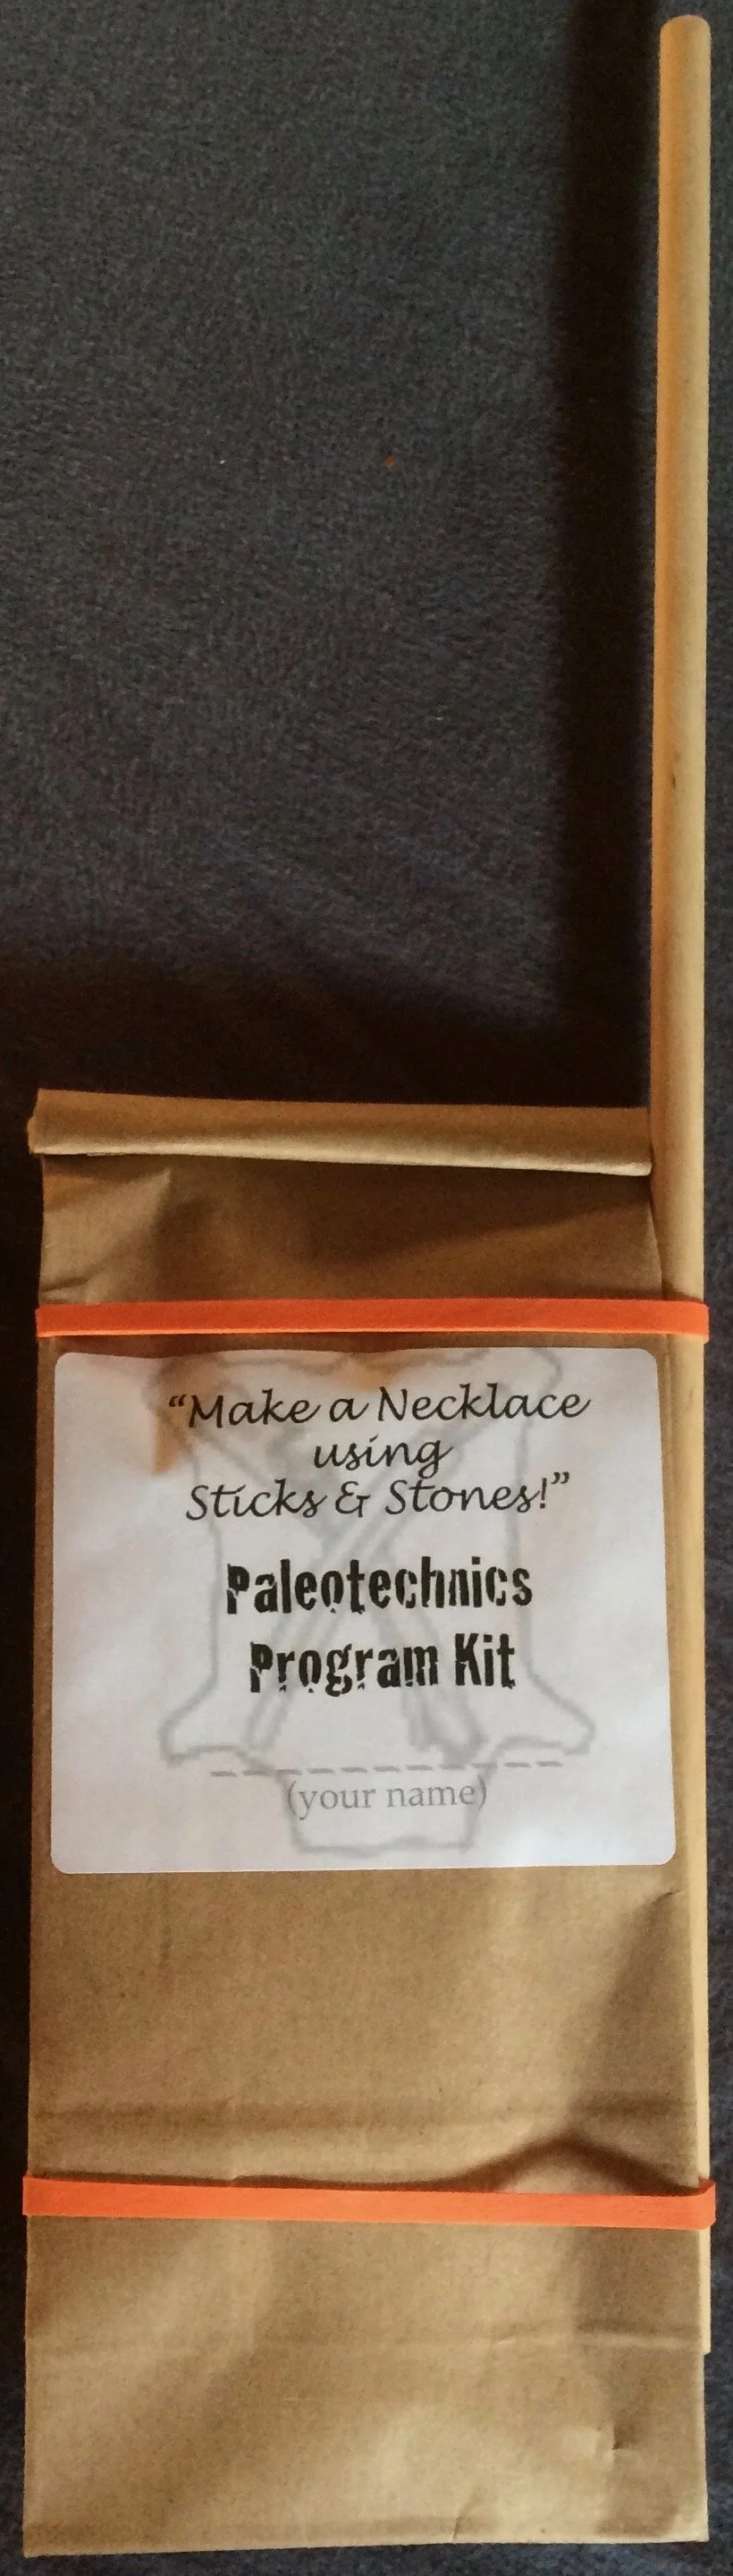 “Make a Necklace
using
Sticks & Stones!”
Paleotechnics
Program Kit
(your name)